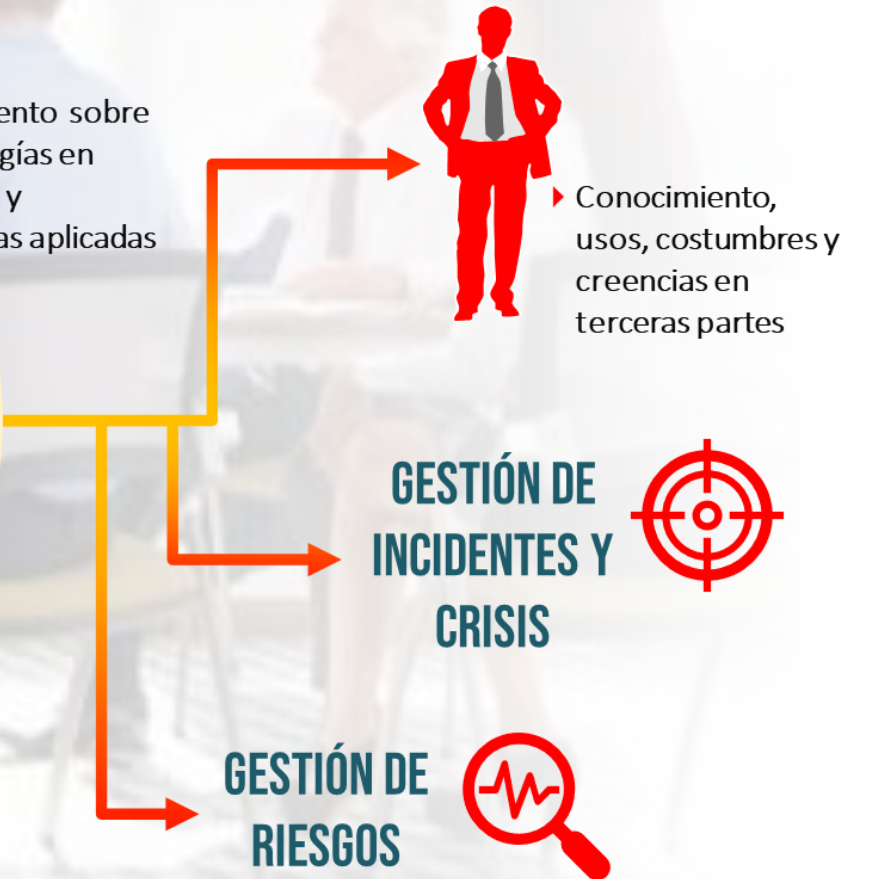 ento sobre
gías en
y
as aplicadas
Conocimiento,
usos, costumbres y
creencias en
terceras partes
GESTIÓN DE
INCIDENTES Y
CRISIS
GESTIÓN DE
RIESGOS